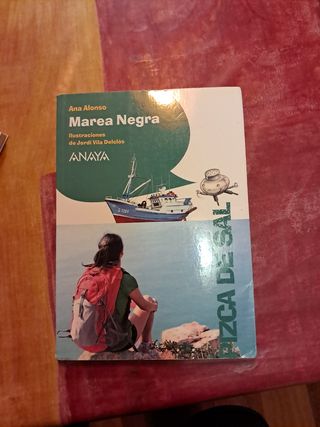 Ana Alonso
Marea Negra
Ilustraciones
de Jordi Vila Delclòs
ANAYA
PIZCA DE SAL